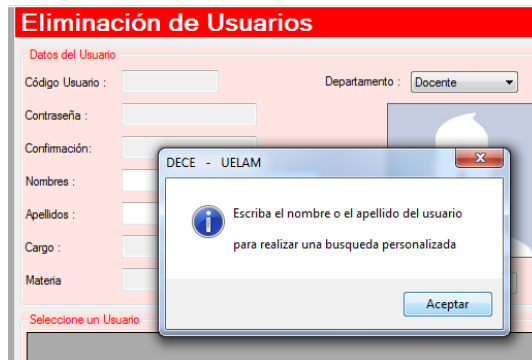 Eliminación de Usuarios
Datos del Usuario
Código Usuario :
Departamento :
Docente
Contraseña :
Confirmación:
Nombres :
Apellidos :
Cargo :
Materia
DECE - UELAM
Escriba el nombre o el apellido del usuario
para realizar una busqueda personalizada
Aceptar
Seleccione un Usuario